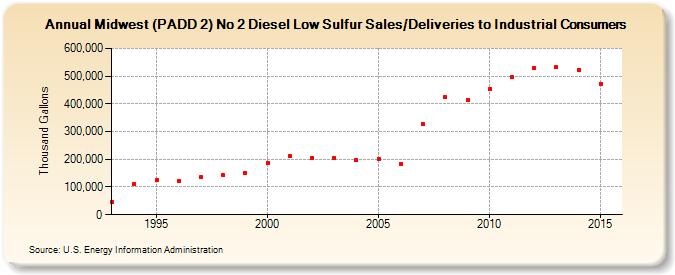 Annual Midwest (PADD 2) No 2 Diesel Low Sulfur Sales/Deliveries to Industrial Consumers
Thousand Gallons
600,000
500,000
400,000
300,000
200,000
100,000
0
1995 2000 2005 2010 2015
Source: U.S. Energy Information Administration